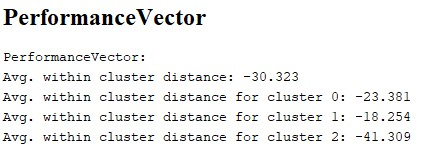 PerformanceVector
PerformanceVector:
Avg. within cluster distance: -30.323
Avg. within cluster distance for cluster 0: -23.381
Avg. within cluster distance for cluster 1: -18.254
Avg. within cluster distance for cluster 2: -41.309